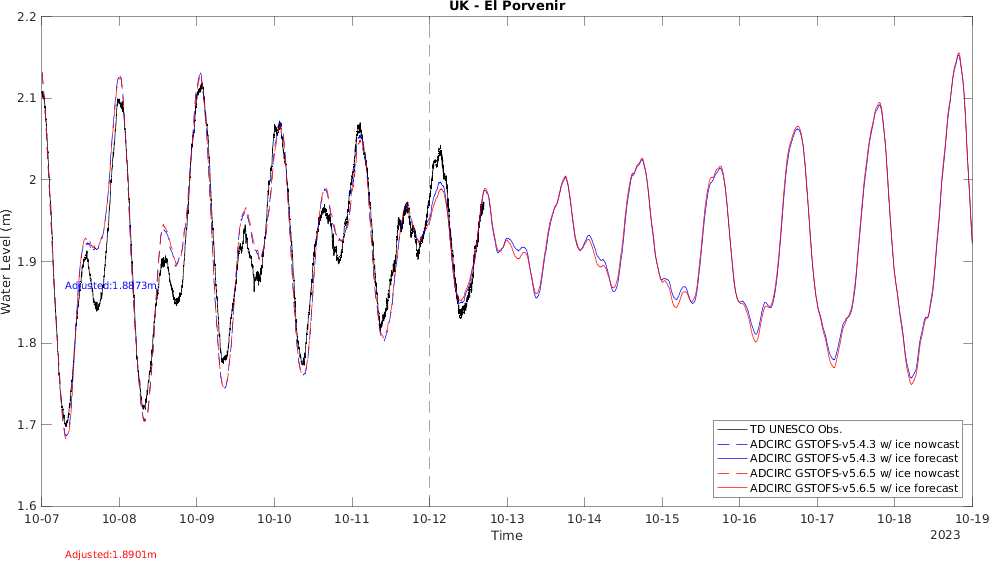 UK - El Porvenir
2.2
2.1
2
1.9
1.8
1.7
1.6
Water Level (m)
Adjusted:1.8873m
TD UNESCO Obs.
ADCIRC GSTOFS-v5.4.3 w/ ice nowcast
ADCIRC GSTOFS-v5.4.3 w/ ice forecast
ADCIRC GSTOFS-v5.6.5 w/ ice nowcast
ADCIRC GSTOFS-v5.6.5 w/ ice forecast
10-07 10-08 10-09 10-10 10-11 10-12 10-13 10-14 10-15 10-16 10-17 10-18 10-19
Time
2023
Adjusted:1.8901m